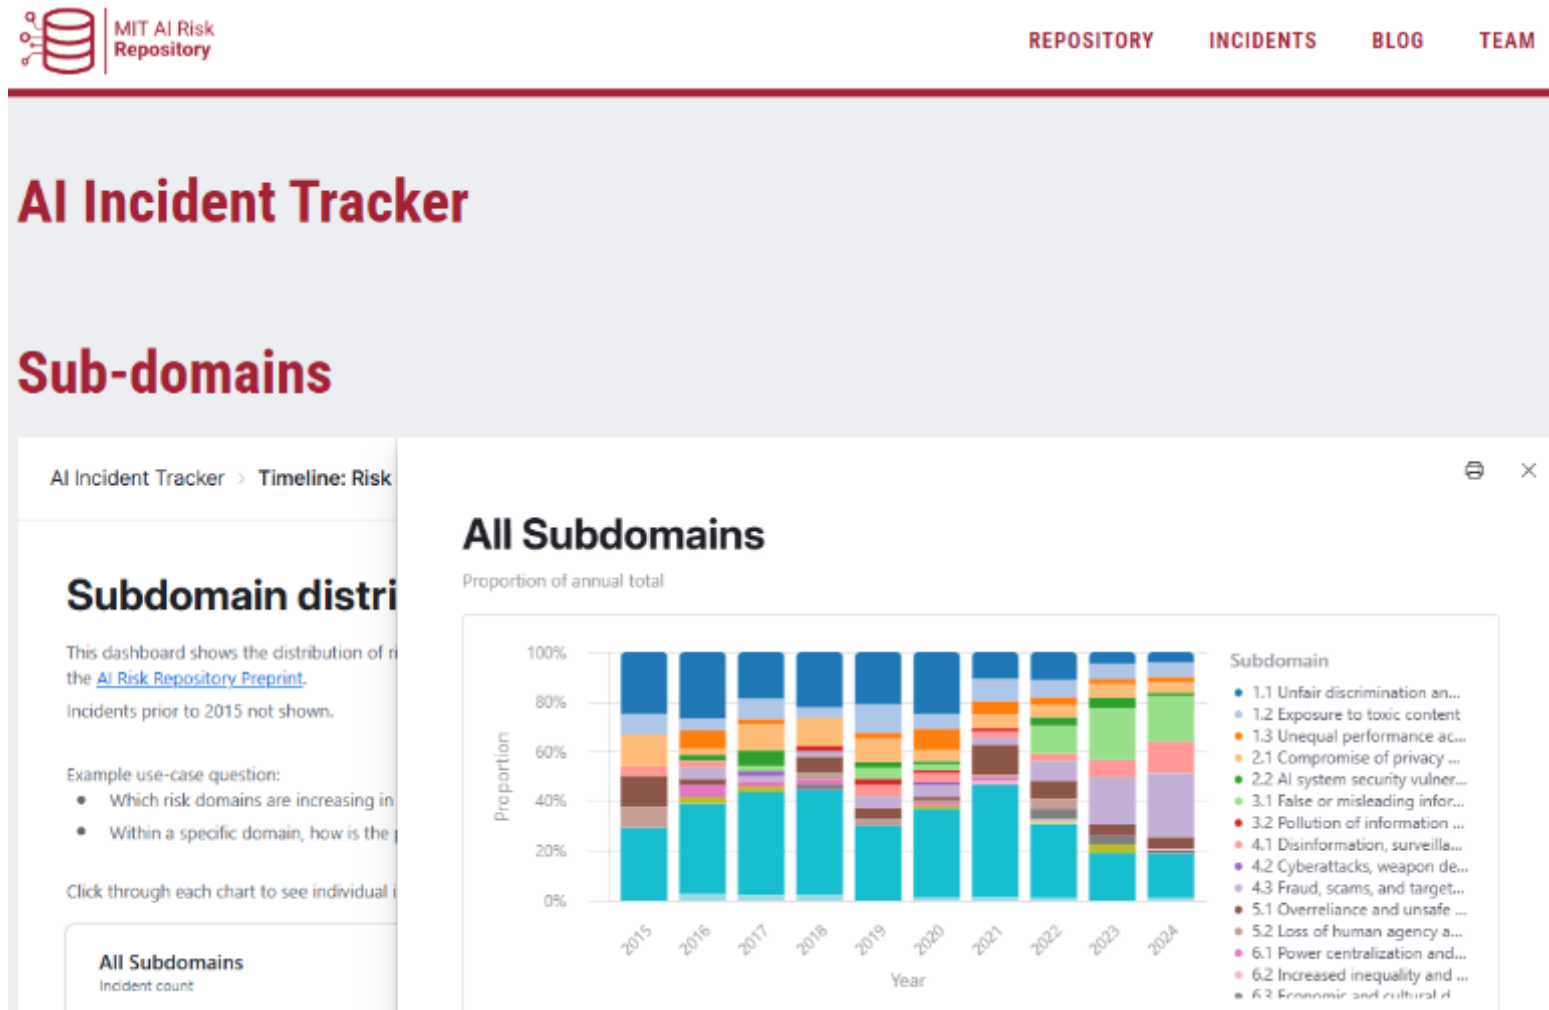 MIT AI Risk
Repository
REPOSITORY INCIDENTS BLOG TEAM
AI Incident Tracker
Sub-domains
AI Incident Tracker > Timeline: Risk
Subdomain distri
This dashboard shows the distribution of ri
the AI Risk Repository Preprint.
Incidents prior to 2015 not shown.
Example use-case question:
• Which risk domains are increasing in
• Within a specific domain, how is the
Click through each chart to see individual i
All Subdomains
Incident count
All Subdomains
Proportion of annual total
Proportion
100%
80%
60%
40%
20%
0%
2015 2016 2017 2018 2019 2020 2021 2022 2023 2024
Year
Subdomain
1.1 Unfair discrimination an...
1.2 Exposure to toxic content
1.3 Unequal performance ac...
2.1 Compromise of privacy ...
2.2 AI system security vulner...
3.1 False or misleading infor...
3.2 Pollution of information ...
4.1 Disinformation, surveilla...
4.2 Cyberattacks, weapon de...
4.3 Fraud, scams, and target...
5.1 Overreliance and unsafe ...
5.2 Loss of human agency a...
6.1 Power centralization and...
6.2 Increased inequality and ...
6.3 Economic and cultural d